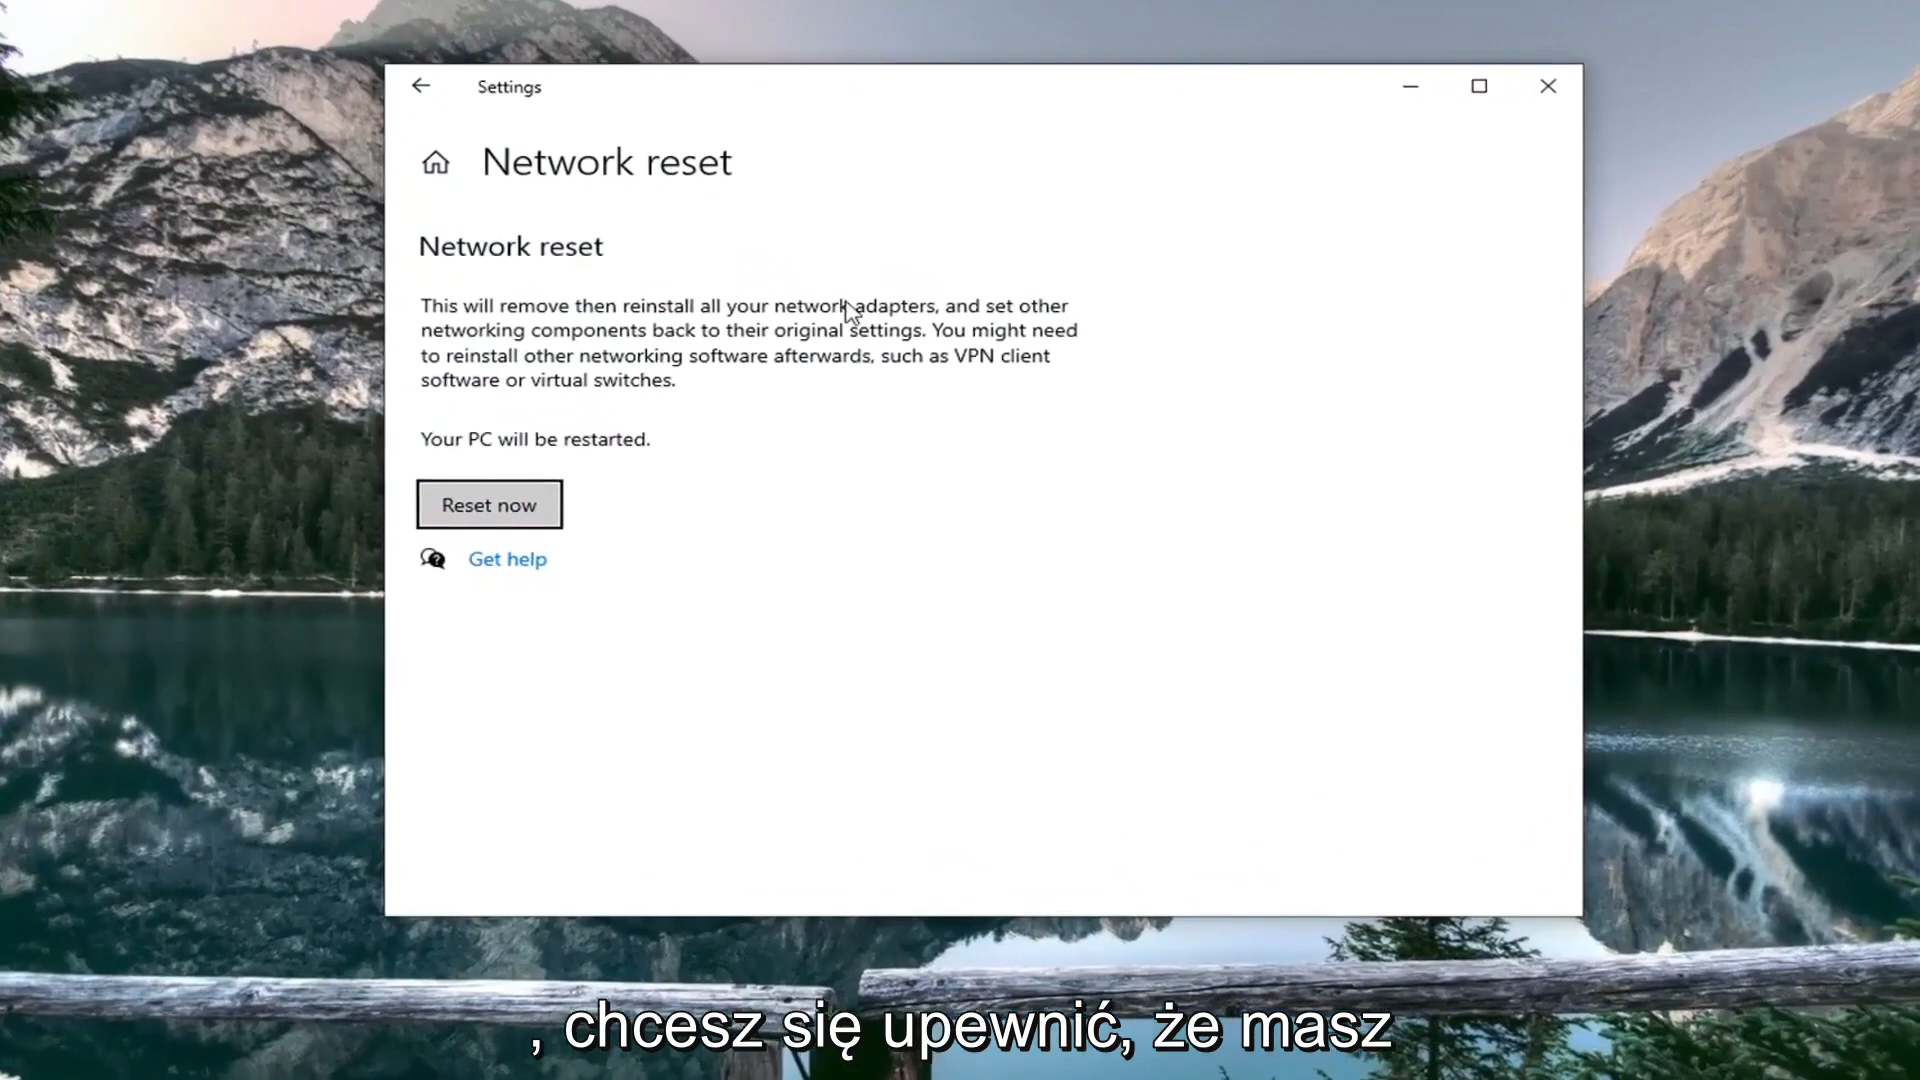 Settings
Network reset
Network reset
This will remove then reinstall all your network adapters, and set other
networking components back to their original settings. You might need
to reinstall other networking software afterwards, such as VPN client
software or virtual switches.
Your PC will be restarted.
Reset now
Get help
, chcesz się upewnić, że masz